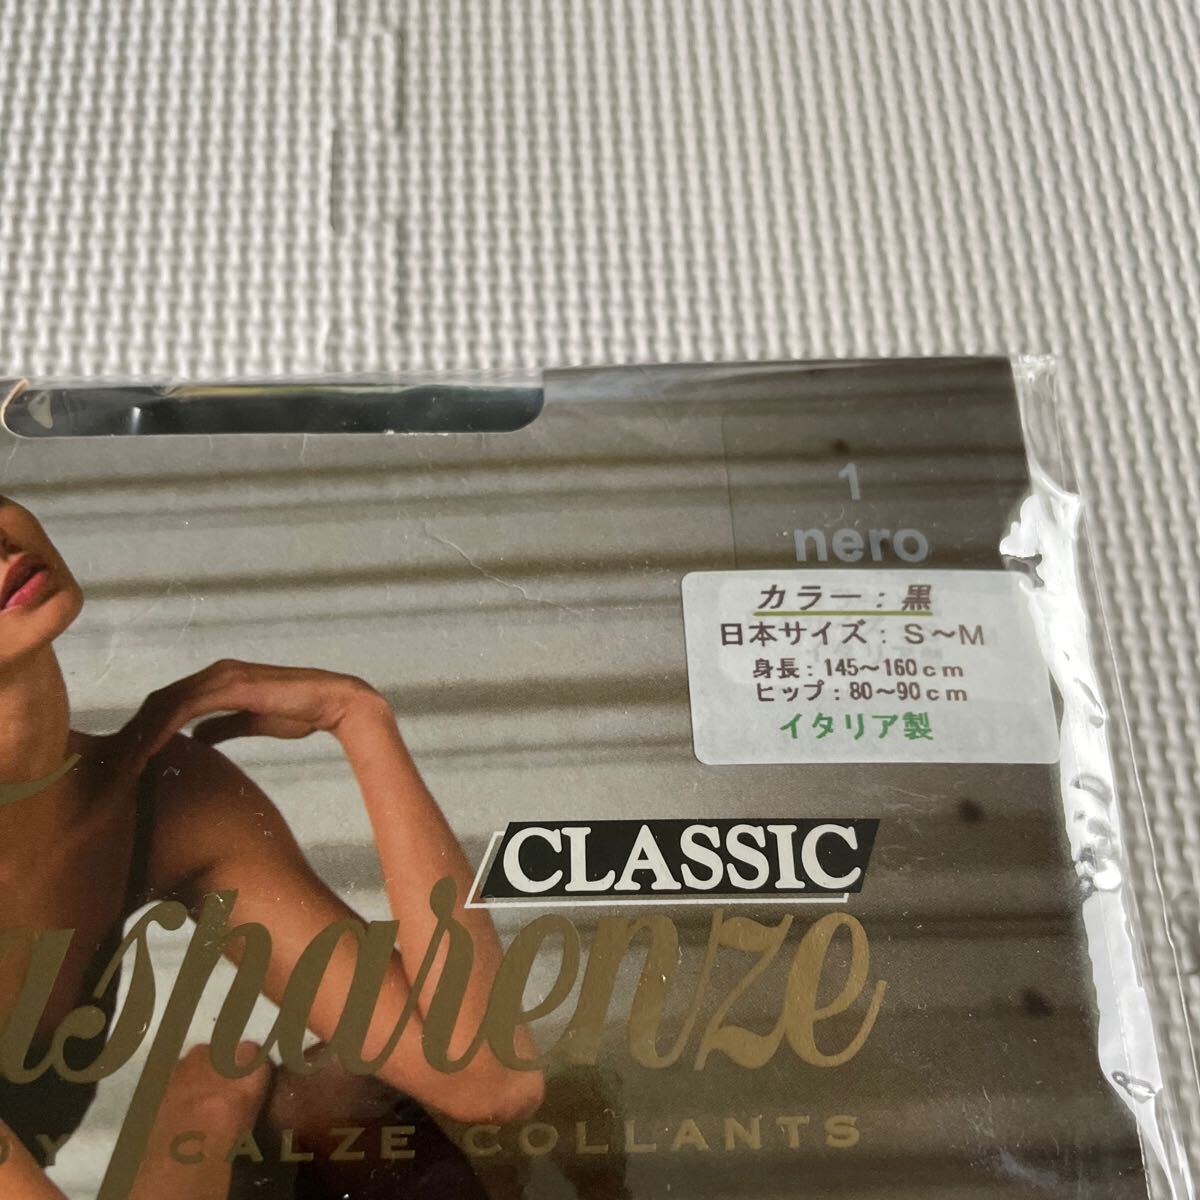 1
nero
カラー：黒
日本サイズ：S～M
身長：145～160cm
ヒップ：80～90cm
イタリア製
CLASSIC
asparenze
CALZE COLLANTS